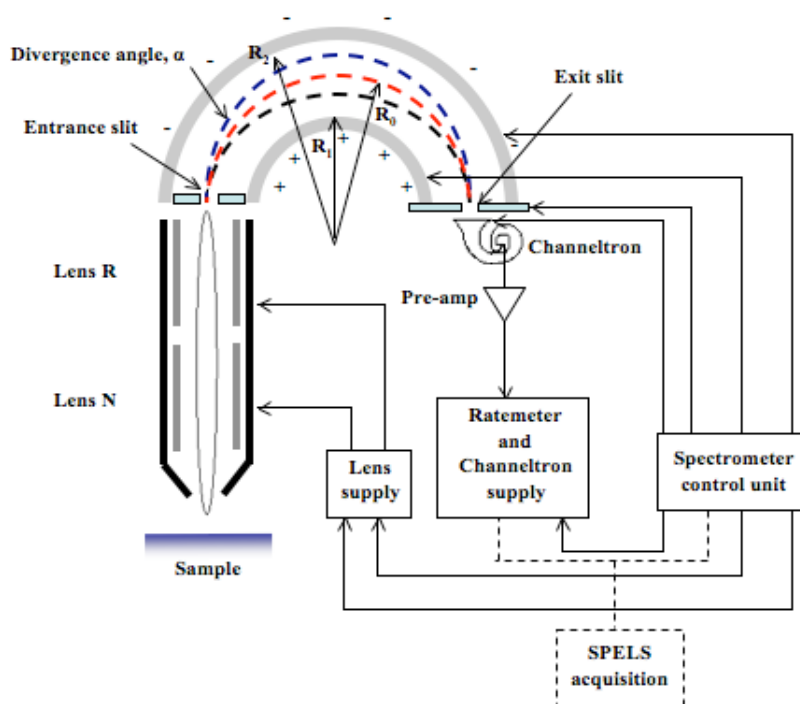 Divergence angle, α
R2
Exit slit
Entrance slit
R0
R1
- - - - - -
+ + + + +
Lens R
Channeltron
Pre-amp
Lens N
Ratemeter
and
Channeltron
supply
Spectrometer
control unit
Lens
supply
Sample
SPELS
acquisition